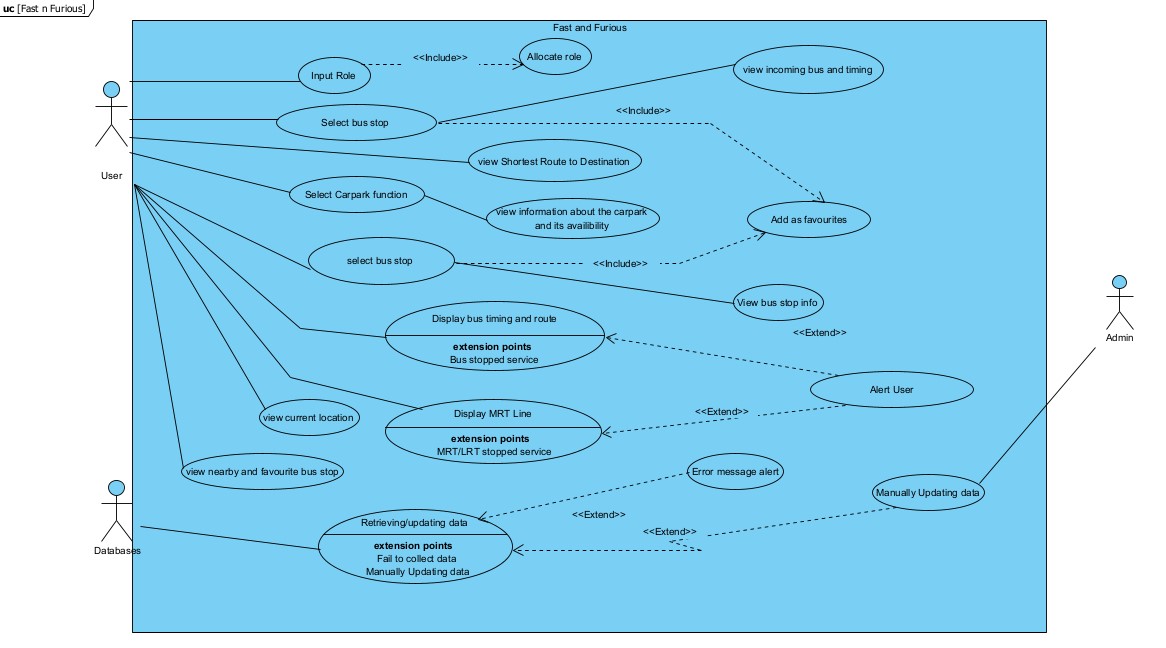 uc [Fast n Furious]
Fast and Furious
<<Include>>
Allocate role
view incoming bus and timing
Input Role
<<Include>>
Select bus stop
view Shortest Route to Destination
User
Select Carpark function
view information about the carpark
and its availibility
Add as favourites
select bus stop
<<Include>>
View bus stop info
Display bus timing and route
<<Extend>>
Admin
extension points
Bus stopped service
Alert User
view current location
Display MRT Line
<<Extend>>
extension points
MRT/LRT stopped service
view nearby and favourite bus stop
Error message alert
Manually Updating data
Retrieving/updating data
<<Extend>>
<<Extend>>
Databases
extension points
Fail to collect data
Manually Updating data